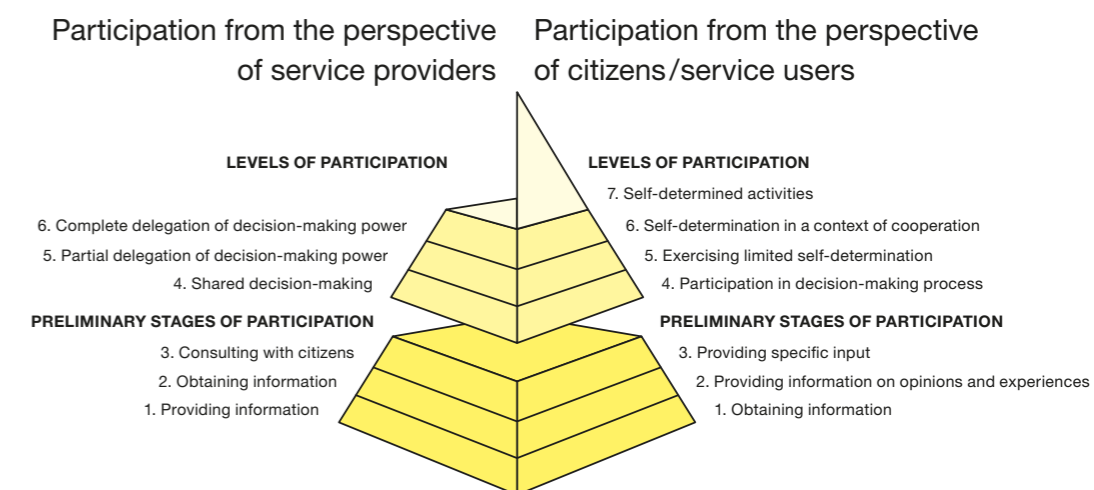 Participation from the perspective
of service providers
Participation from the perspective
of citizens/service users
LEVELS OF PARTICIPATION
6. Complete delegation of decision-making power
5. Partial delegation of decision-making power
4. Shared decision-making
PRELIMINARY STAGES OF PARTICIPATION
3. Consulting with citizens
2. Obtaining information
1. Providing information
LEVELS OF PARTICIPATION
7. Self-determined activities
6. Self-determination in a context of cooperation
5. Exercising limited self-determination
4. Participation in decision-making process
PRELIMINARY STAGES OF PARTICIPATION
3. Providing specific input
2. Providing information on opinions and experiences
1. Obtaining information